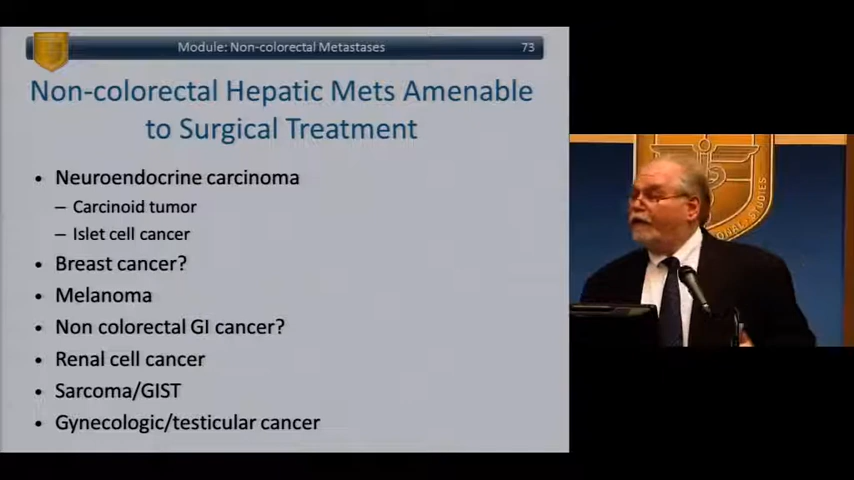 Module: Non-colorectal Metastases 73
Non-colorectal Hepatic Mets Amenable
to Surgical Treatment
• Neuroendocrine carcinoma
– Carcinoid tumor
– Islet cell cancer
• Breast cancer?
• Melanoma
• Non colorectal GI cancer?
• Renal cell cancer
• Sarcoma/GIST
• Gynecologic/testicular cancer
STUDIES